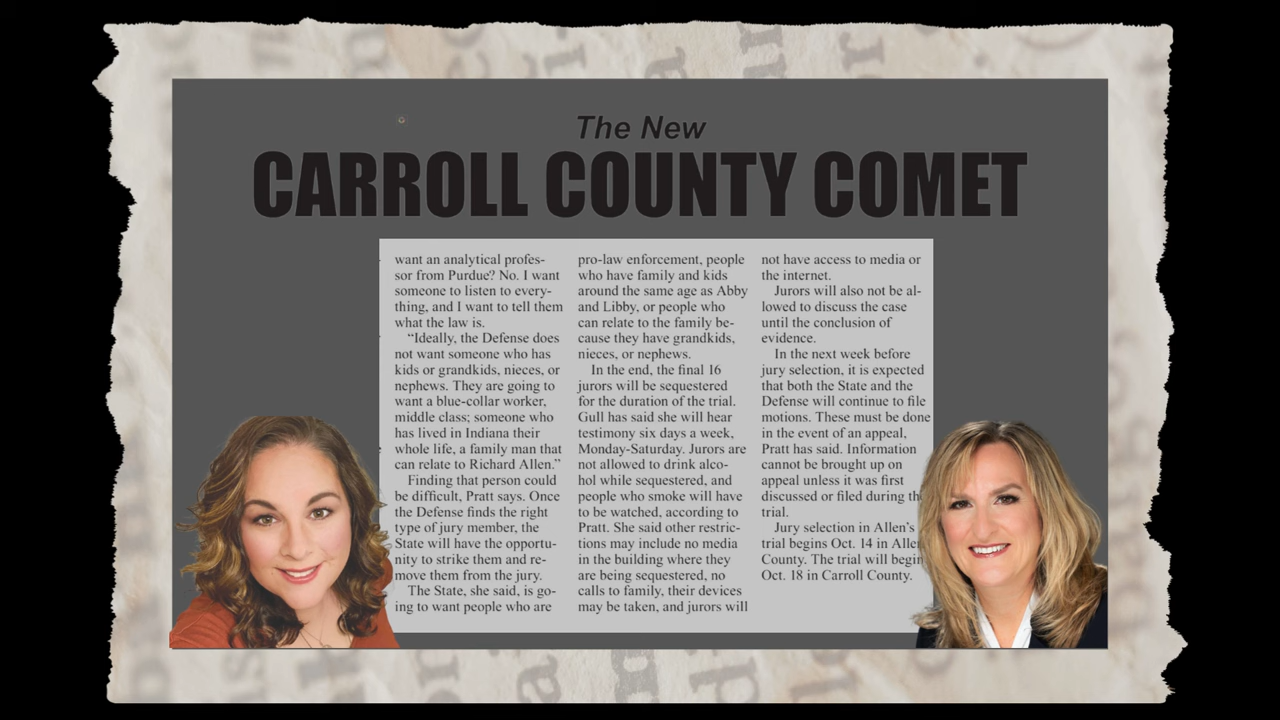 The New
CARROLL COUNTY COMET
want an analytical profes-
sor from Purdue? No. I want
someone to listen to every-
thing, and I want to tell them
what the law is.
“Ideally, the Defense does
not want someone who has
kids or grandkids, nieces, or
nephews. They are going to
want a blue-collar worker,
middle class; someone who
has lived in Indiana their
whole life, a family man that
can relate to Richard Allen.”
Finding that person could
be difficult, Pratt says. Once
the Defense finds the right
type of jury member, the
State will have the opportu-
nity to strike them and re-
move them from the jury.
The State, she said, is go-
ing to want people who are
pro-law enforcement, people
who have family and kids
around the same age as Abby
and Libby, or people who
can relate to the family be-
cause they have grandkids,
nieces, or nephews.
In the end, the final 16
jurors will be sequestered
for the duration of the trial.
Gull has said she will hear
testimony six days a week,
Monday-Saturday. Jurors are
not allowed to drink alco-
hol while sequestered, and
people who smoke will have
to be watched, according to
Pratt. She said other restric-
tions may include no media
in the building where they
are being sequestered, no
calls to family, their devices
may be taken, and jurors will
not have access to media or
the internet.
Jurors will also not be al-
lowed to discuss the case
until the conclusion of
evidence.
In the next week before
jury selection, it is expected
that both the State and the
Defense will continue to file
motions. These must be done
in the event of an appeal,
Pratt has said. Information
cannot be brought up on
appeal unless it was first
discussed or filed during the
trial.
Jury selection in Allen’s
trial begins Oct. 14 in Allen
County. The trial will begin
Oct. 18 in Carroll County.